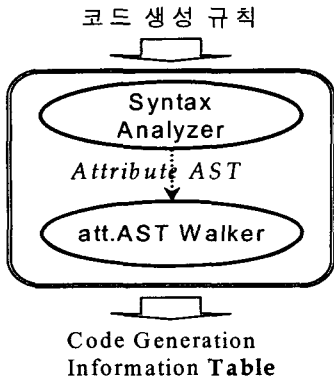 코드 생성 규칙
Syntax
Analyzer
Attribute AST
att.AST Walker
Code Generation
Information Table